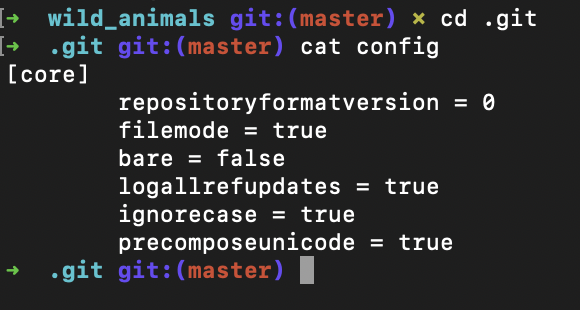 [➜ wild_animals git:(master) × cd .git
[➜ .git git:(master) cat config
[core]
repositoryformatversion = 0
filemode = true
bare = false
logallrefupdates = true
ignorecase = true
precomposeunicode = true
➜ .git git:(master)